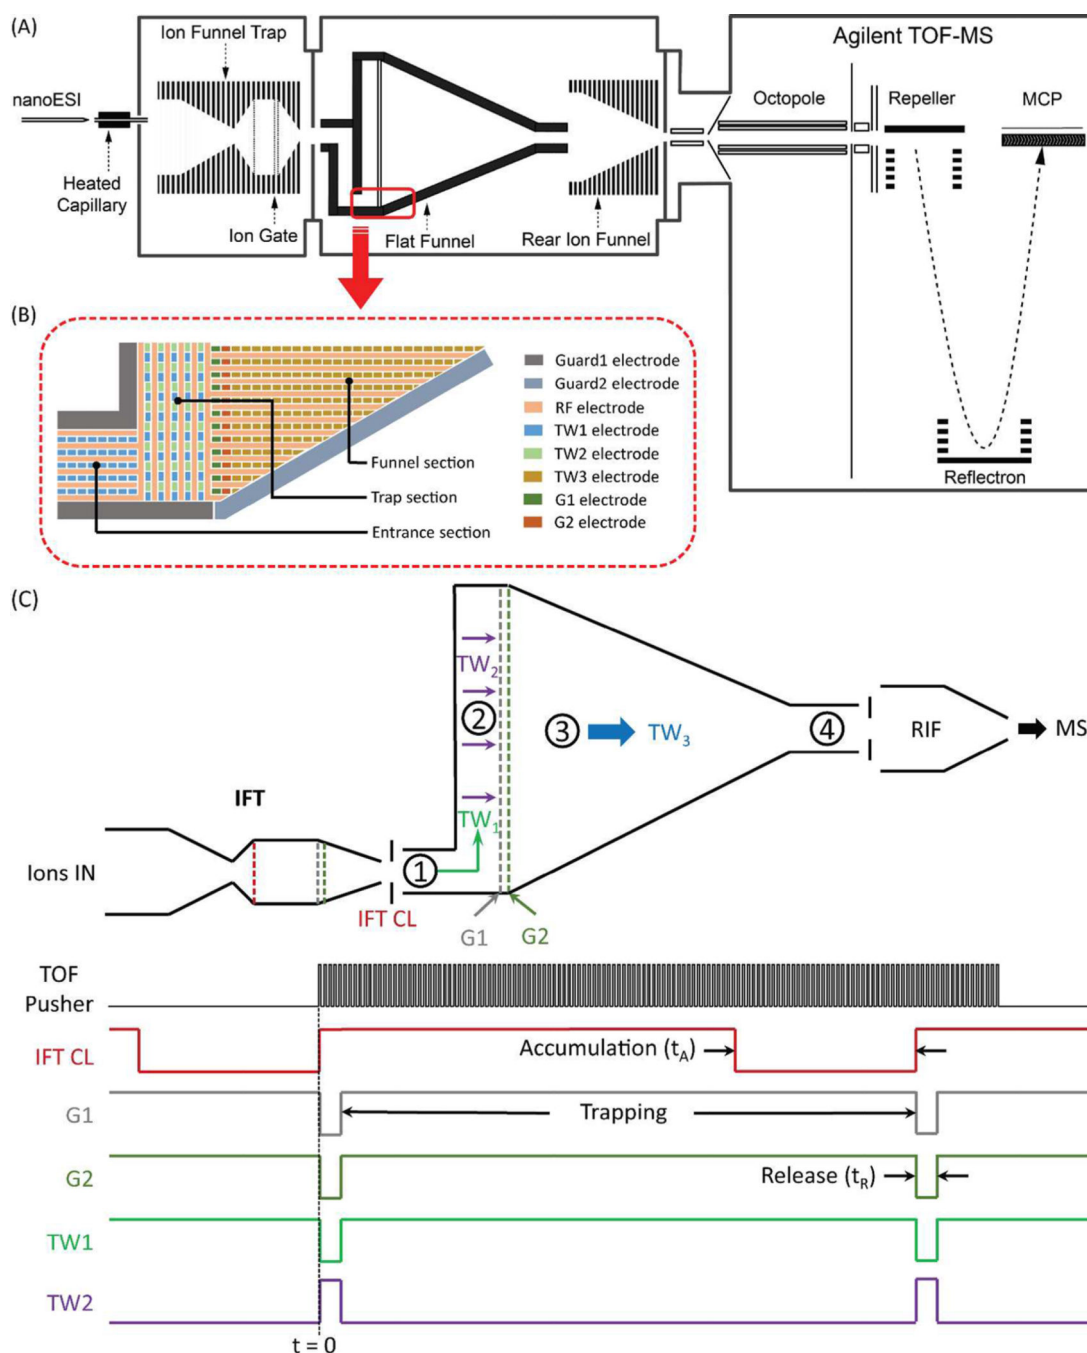 (A)
Ion Funnel Trap
nanoESI
Heated
Capillary
Ion Gate
Flat Funnel
Rear Ion Funnel
Agilent TOF-MS
Octopole
Repeller
MCP
Reflectron
(B)
Funnel section
Trap section
Entrance section
Guard1 electrode
Guard2 electrode
RF electrode
TW1 electrode
TW2 electrode
TW3 electrode
G1 electrode
G2 electrode
(C)
TW₂
②
③
TW₃
④
RIF
MS
IFT
TW₁
Ions IN
①
IFT CL
G1
G2
TOF
Pusher
IFT CL
Accumulation (t_A)
G1
Trapping
G2
Release (t_R)
TW1
TW2
t = 0